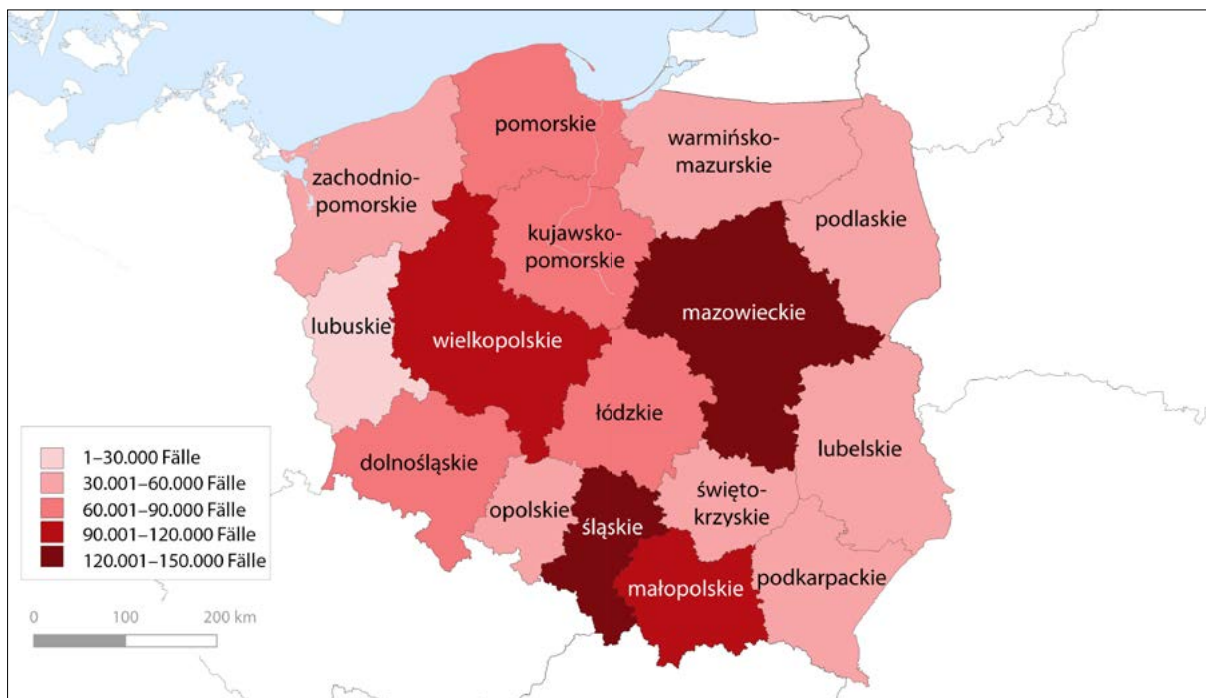 pomorskie
warmińsko-
mazurskie
zachodnio-
pomorskie
podlaskie
kujawsko-
pomorskie
mazowieckie
lubuskie
wielkopolskie
łódzkie
lubelskie
dolnośląskie
opolskie
święto-
krzyskie
śląskie
małopolskie
podkarpackie
1–30.000 Fälle
30.001–60.000 Fälle
60.001–90.000 Fälle
90.001–120.000 Fälle
120.001–150.000 Fälle
0 100 200 km